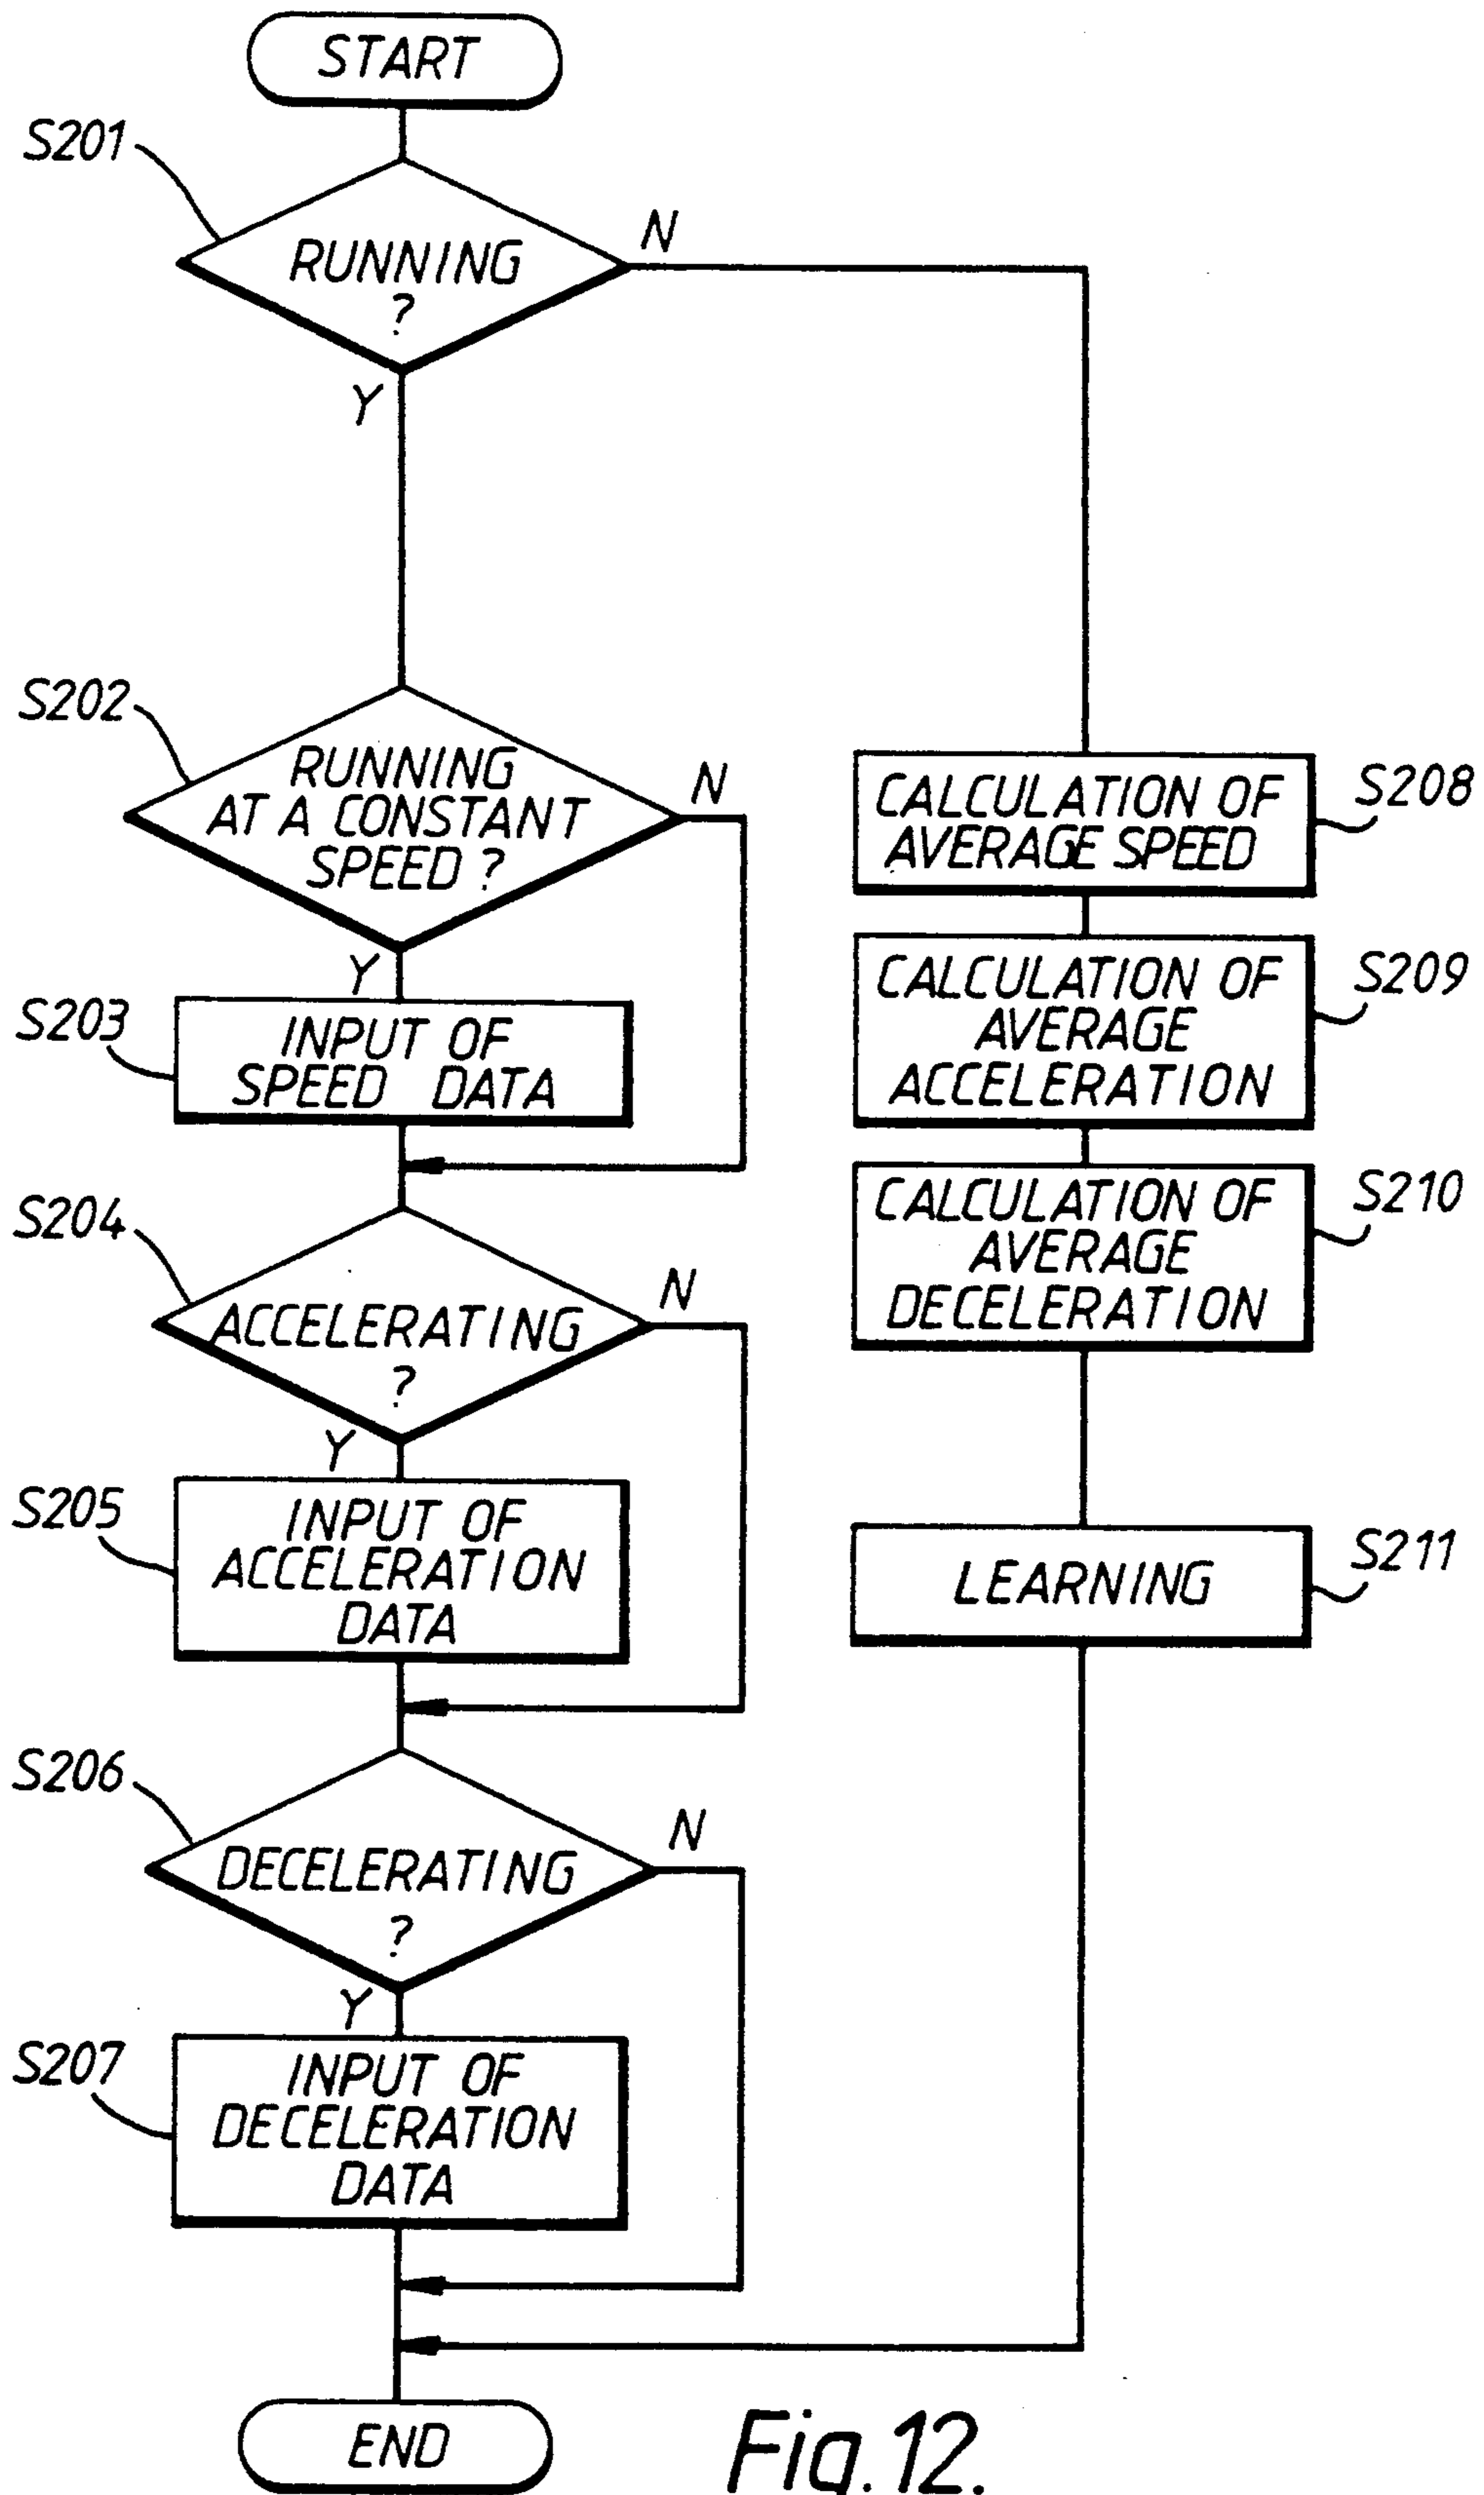 START
S201
RUNNING
?
N
Y
S202
RUNNING
AT A CONSTANT
SPEED ?
N
Y
S203
INPUT OF
SPEED DATA
S204
ACCELERATING
?
N
Y
S205
INPUT OF
ACCELERATION
DATA
S206
DECELERATING
?
N
Y
S207
INPUT OF
DECELERATION
DATA
CALCULATION OF
AVERAGE SPEED
S208
CALCULATION OF
AVERAGE
ACCELERATION
S209
CALCULATION OF
AVERAGE
DECELERATION
S210
LEARNING
S211
END
Fig.12.